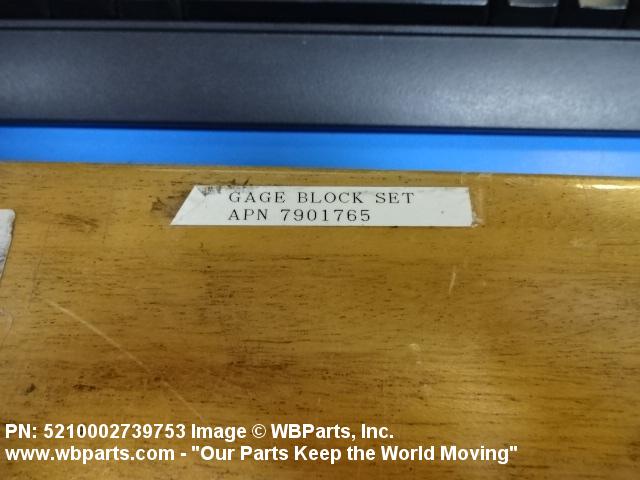 GAGE BLOCK SET
APN 7901765
PN: 5210002739753 Image © WBParts, Inc.
www.wbparts.com - "Our Parts Keep the World Moving"